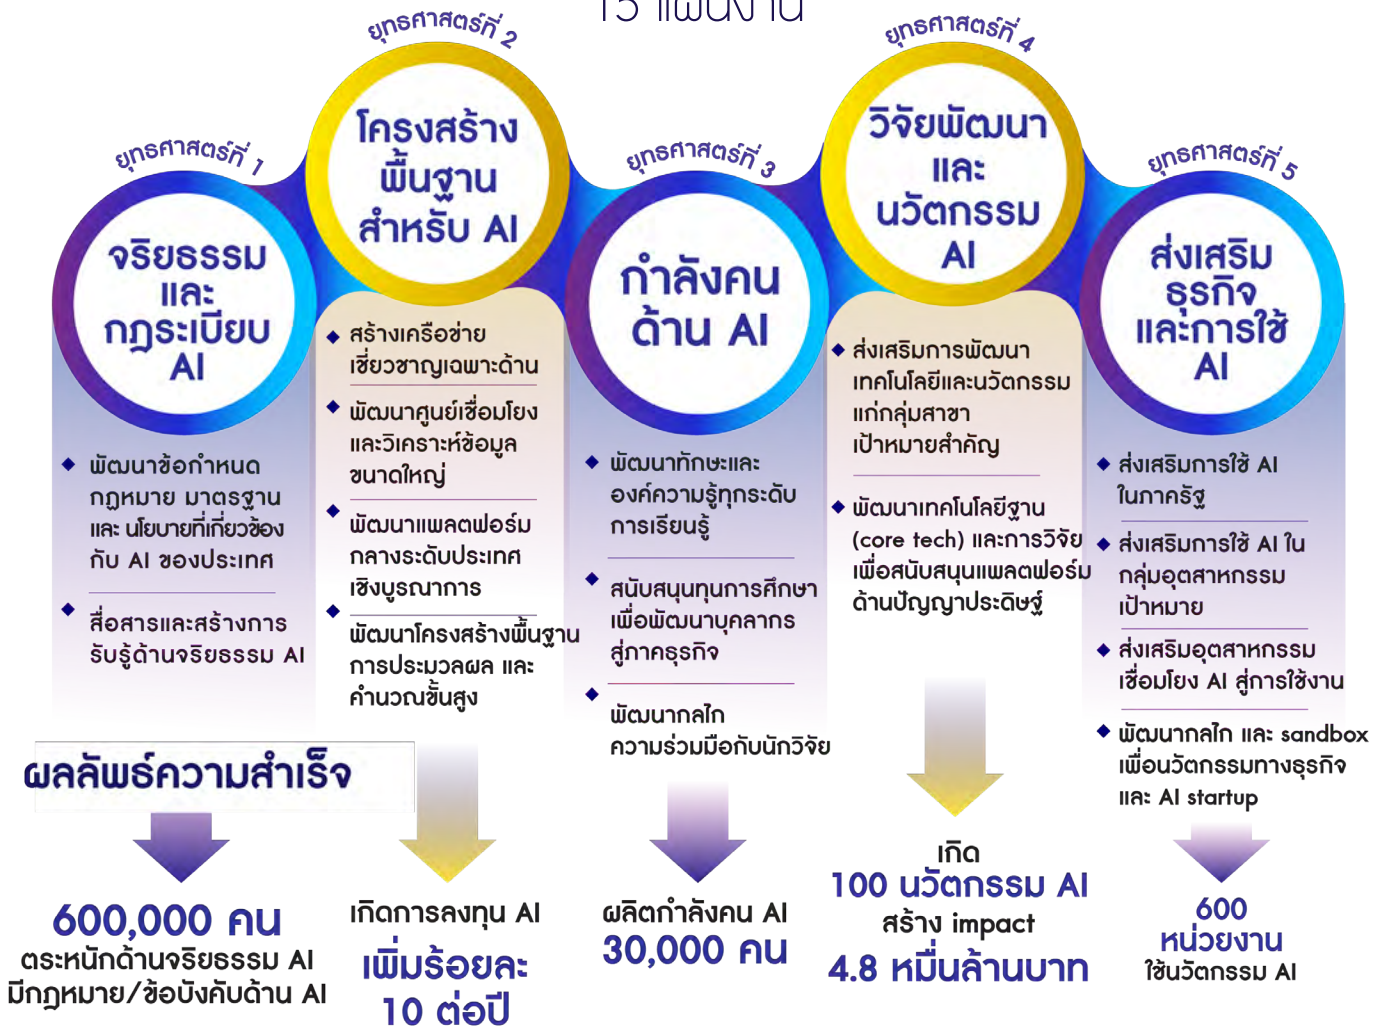 15 แผนงาน
ยุทธศาสตร์ที่ 1
จริยธรรม
และ
กฎระเบียบ
AI
พัฒนาข้อกำหนด
กฎหมาย มาตรฐาน
และ นโยบายที่เกี่ยวข้อง
กับ AI ของประเทศ
สื่อสารและสร้างการ
รับรู้ด้านจริยธรรม AI
ยุทธศาสตร์ที่ 2
โครงสร้าง
พื้นฐาน
สำหรับ AI
สร้างเครือข่าย
เชี่ยวชาญเฉพาะด้าน
พัฒนาศูนย์เชื่อมโยง
และวิเคราะห์ข้อมูล
ขนาดใหญ่
พัฒนาแพลตฟอร์ม
กลางระดับประเทศ
เชิงบูรณาการ
พัฒนาโครงสร้างพื้นฐาน
การประมวลผล และ
คำนวณขั้นสูง
ยุทธศาสตร์ที่ 3
กำลังคน
ด้าน AI
พัฒนาทักษะและ
องค์ความรู้ทุกระดับ
การเรียนรู้
สนับสนุนทุนการศึกษา
เพื่อพัฒนาบุคลากร
สู่ภาคธุรกิจ
พัฒนากลไก
ความร่วมมือกับนักวิจัย
ยุทธศาสตร์ที่ 4
วิจัยพัฒนา
และ
นวัตกรรม
AI
ส่งเสริมการพัฒนา
เทคโนโลยีและนวัตกรรม
แก่กลุ่มสาขา
เป้าหมายสำคัญ
พัฒนาเทคโนโลยีฐาน
(core tech) และการวิจัย
เพื่อสนับสนุนแพลตฟอร์ม
ด้านปัญญาประดิษฐ์
ยุทธศาสตร์ที่ 5
ส่งเสริม
ธุรกิจ
และการใช้
AI
ส่งเสริมการใช้ AI
ในภาครัฐ
ส่งเสริมการใช้ AI ใน
กลุ่มอุตสาหกรรม
เป้าหมาย
ส่งเสริมอุตสาหกรรม
เชื่อมโยง AI สู่การใช้งาน
พัฒนากลไก และ sandbox
เพื่อนวัตกรรมทางธุรกิจ
และ AI startup
ผลลัพธ์ความสำเร็จ
600,000 คน
ตระหนักด้านจริยธรรม AI
มีกฎหมาย/ข้อบังคับด้าน AI
เกิดการลงทุน AI
เพิ่มร้อยละ
10 ต่อปี
ผลิตกำลังคน AI
30,000 คน
เกิด
100 นวัตกรรม AI
สร้าง impact
4.8 หมื่นล้านบาท
600
หน่วยงาน
ใช้นวัตกรรม AI